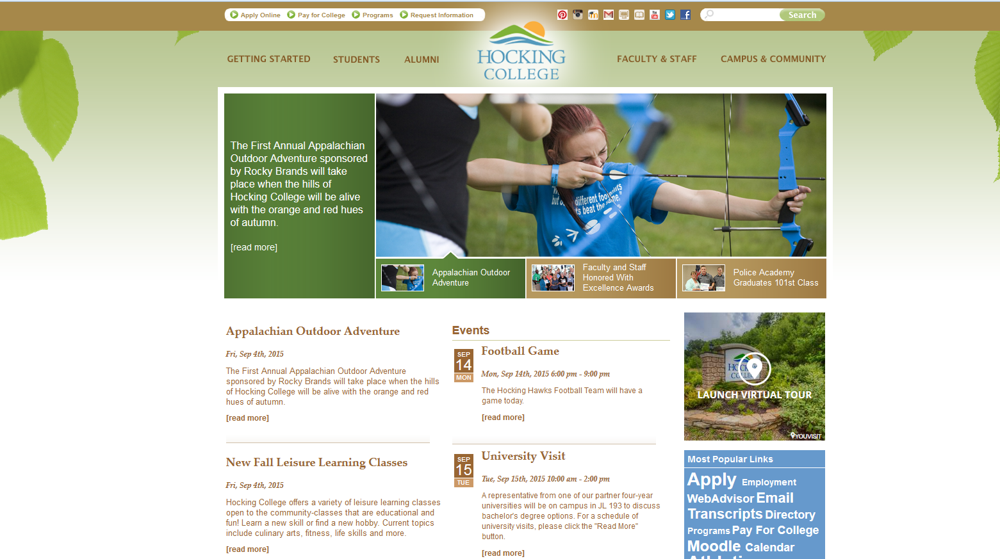 Apply Online Pay for College Programs Request Information
Search
GETTING STARTED STUDENTS ALUMNI
HOCKING
COLLEGE
FACULTY & STAFF CAMPUS & COMMUNITY
The First Annual Appalachian
Outdoor Adventure sponsored
by Rocky Brands will take
place when the hills of
Hocking College will be alive
with the orange and red hues
of autumn.
[read more]
different footprints
beat the same."
Appalachian Outdoor
Adventure
Faculty and Staff
Honored With
Excellence Awards
Police Academy
Graduates 101st Class
Appalachian Outdoor Adventure
Fri, Sep 4th, 2015
The First Annual Appalachian Outdoor Adventure
sponsored by Rocky Brands will take place when the hills
of Hocking College will be alive with the orange and red
hues of autumn.
[read more]
New Fall Leisure Learning Classes
Fri, Sep 4th, 2015
Hocking College offers a variety of leisure learning classes
open to the community-classes that are educational and
fun! Learn a new skill or find a new hobby. Current topics
include culinary arts, fitness, life skills and more.
[read more]
Events
SEP
14
MON
Football Game
Mon, Sep 14th, 2015 6:00 pm - 9:00 pm
The Hocking Hawks Football Team will have a
game today.
[read more]
SEP
15
TUE
University Visit
Tue, Sep 15th, 2015 10:00 am - 2:00 pm
A representative from one of our partner four-year
universities will be on campus in JL 193 to discuss
bachelor's degree options. For a schedule of
university visits, please click the "Read More"
button.
[read more]
LAUNCH VIRTUAL TOUR
YOUVISIT
Most Popular Links
Apply Employment
WebAdvisor Email
Transcripts Directory
Programs Pay For College
Moodle Calendar